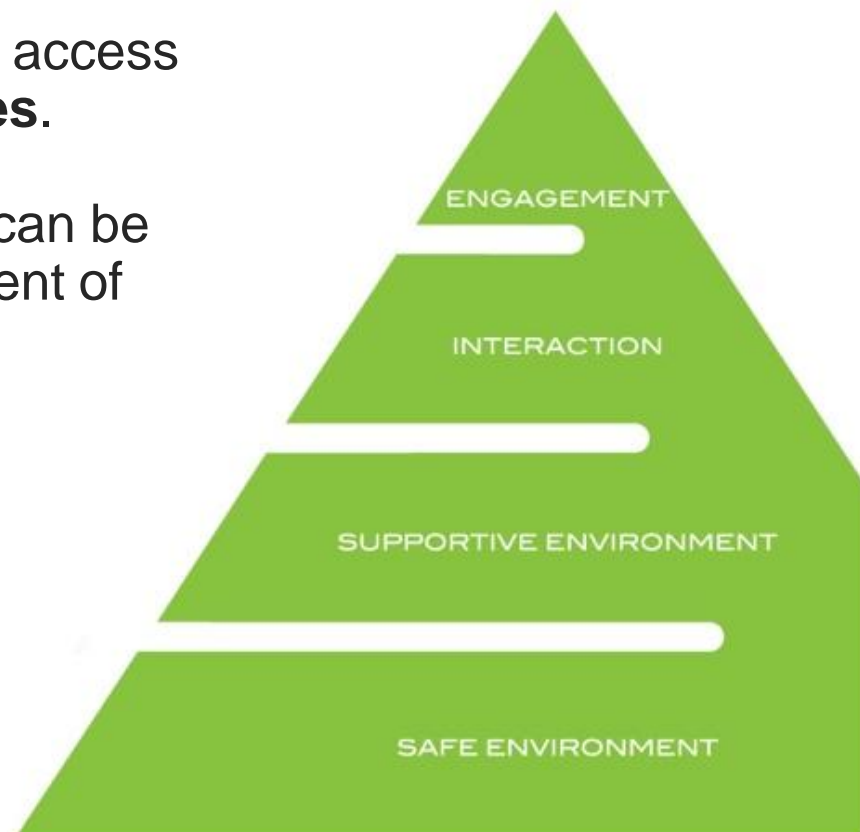 access
es.
can be
ent of
ENGAGEMENT
INTERACTION
SUPPORTIVE ENVIRONMENT
SAFE ENVIRONMENT